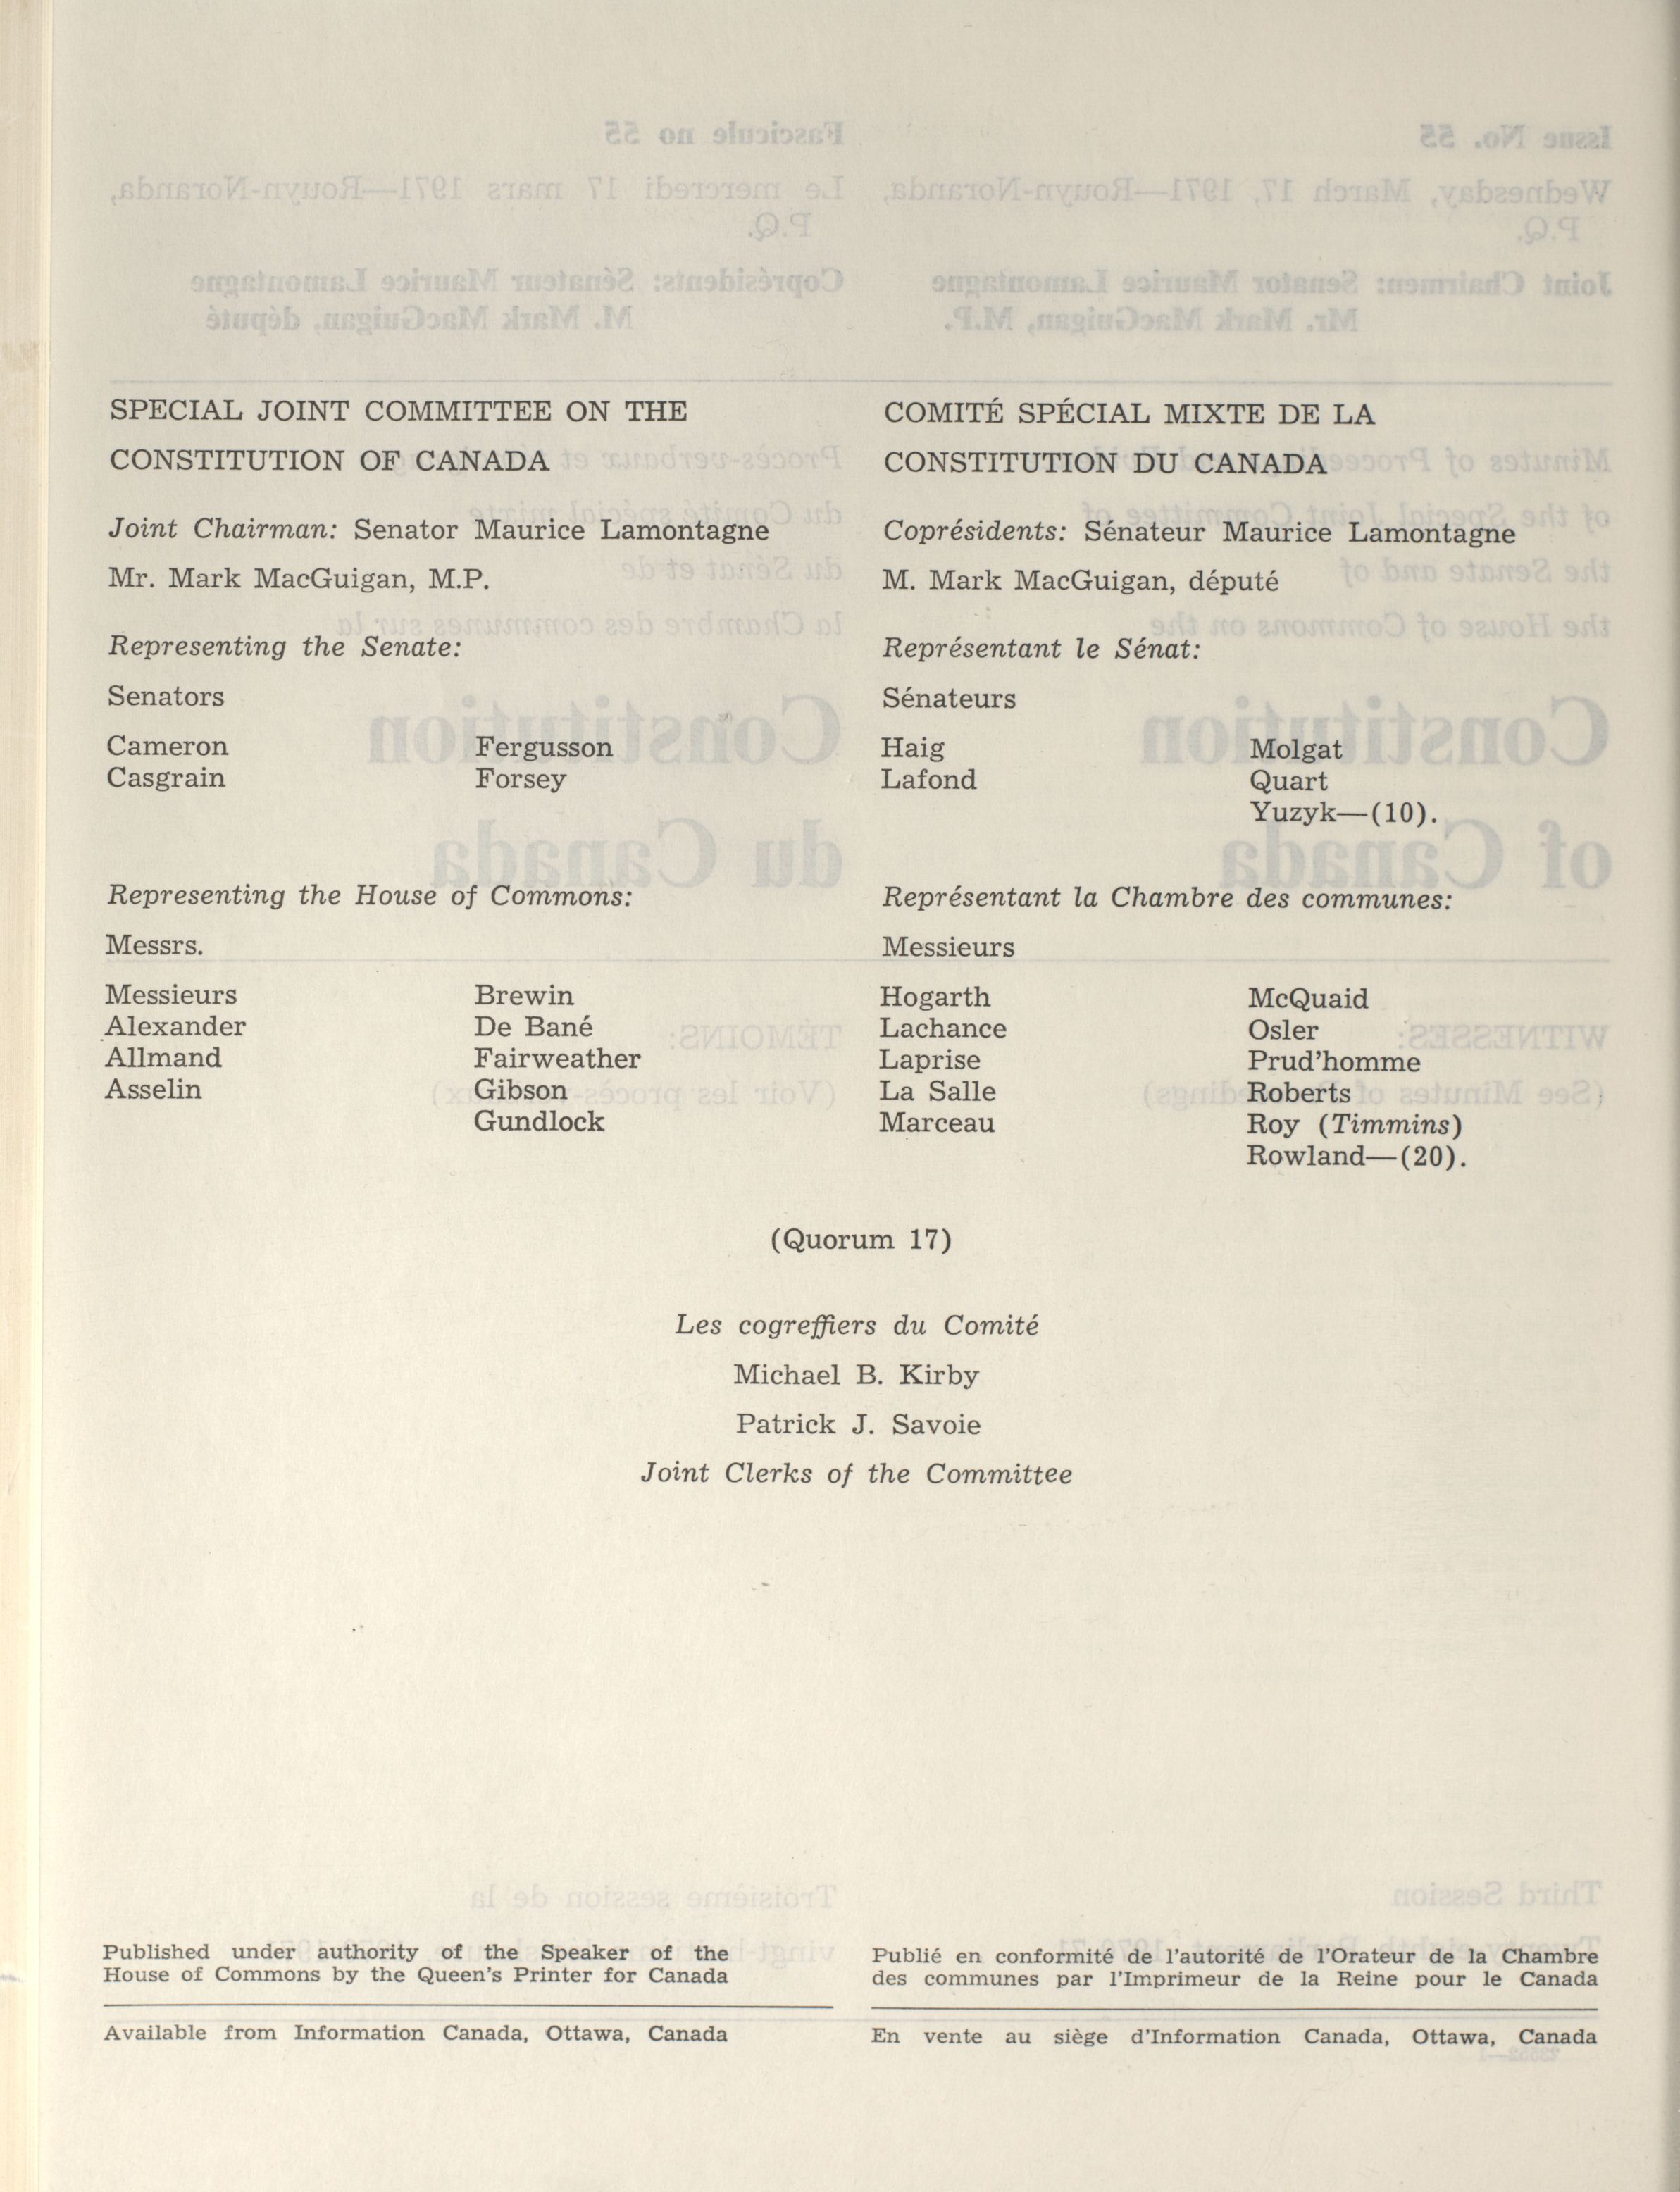 SPECIAL JOINT COMMITTEE ON THE
CONSTITUTION OF CANADA
Joint Chairman: Senator Maurice Lamontagne
Mr. Mark MacGuigan, M.P.
Representing the Senate:
Senators
Cameron Fergusson
Casgrain Forsey
Representing the House of Commons:
Messrs.
Messieurs Brewin
Alexander De Bané
Allmand Fairweather
Asselin Gibson
Gundlock
COMITÉ SPÉCIAL MIXTE DE LA
CONSTITUTION DU CANADA
Coprésidents: Sénateur Maurice Lamontagne
M. Mark MacGuigan, député
Représentant le Sénat:
Sénateurs
Haig Molgat
Lafond Quart
Yuzyk—(10).
Représentant la Chambre des communes:
Messieurs
Hogarth McQuaid
Lachance Osler
Laprise Prud'homme
La Salle Roberts
Marceau Roy (Timmins)
Rowland—(20).
(Quorum 17)
Les cogreffiers du Comité
Michael B. Kirby
Patrick J. Savoie
Joint Clerks of the Committee
Published under authority of the Speaker of the
House of Commons by the Queen's Printer for Canada
Available from Information Canada, Ottawa, Canada
Publié en conformité de l'autorité de l'Orateur de la Chambre
des communes par l'Imprimeur de la Reine pour le Canada
En vente au siège d'Information Canada, Ottawa, Canada